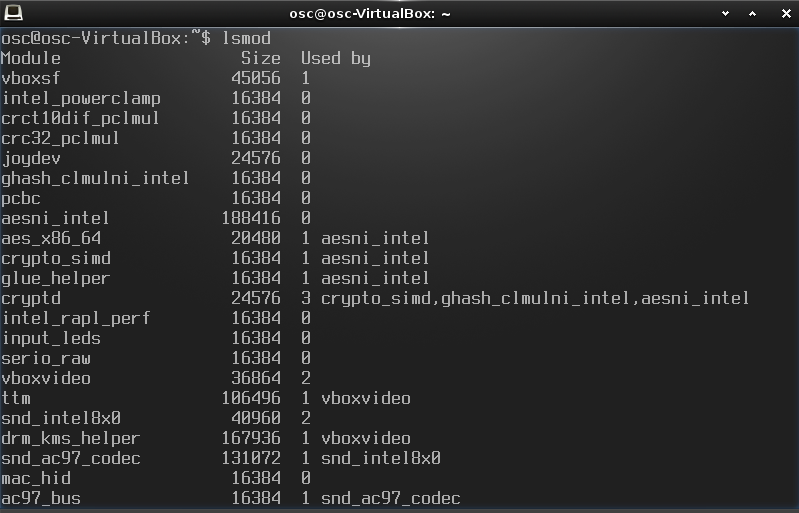 osc@osc-VirtualBox: ~
osc@osc-VirtualBox:~$ lsmod
Module                  Size  Used by
vboxsf                 45056  1
intel_powerclamp       16384  0
crct10dif_pclmul       16384  0
crc32_pclmul           16384  0
joydev                 24576  0
ghash_clmulni_intel    16384  0
pcbc                   16384  0
aesni_intel           188416  0
aes_x86_64             20480  1 aesni_intel
crypto_simd            16384  1 aesni_intel
glue_helper            16384  1 aesni_intel
cryptd                 24576  3 crypto_simd,ghash_clmulni_intel,aesni_intel
intel_rapl_perf        16384  0
input_leds             16384  0
serio_raw              16384  0
vboxvideo              36864  2
ttm                   106496  1 vboxvideo
snd_intel8x0           40960  2
drm_kms_helper        167936  1 vboxvideo
snd_ac97_codec        131072  1 snd_intel8x0
mac_hid                16384  0
ac97_bus               16384  1 snd_ac97_codec